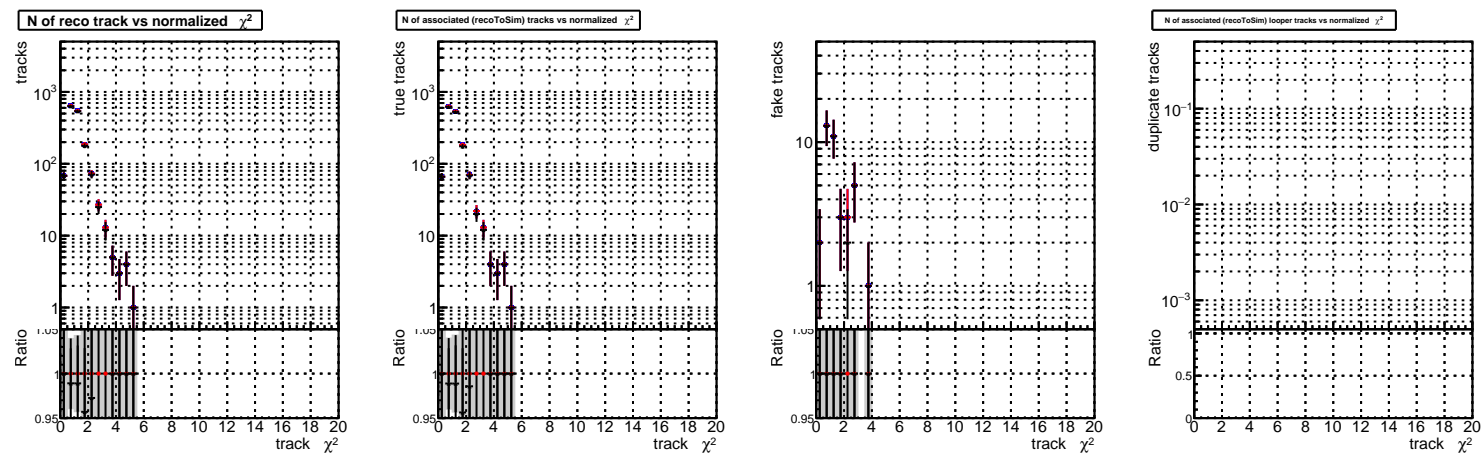 N of reco track vs normalized χ²
tracks
10³
10²
10
1
1.05
Ratio
1
0.95
0 2 4 6 8 10 12 14 16 18 20
track χ²
N of associated (recoToSim) tracks vs normalized χ²
true tracks
10³
10²
10
1
1.05
Ratio
1
0.95
0 2 4 6 8 10 12 14 16 18 20
track χ²
fake tracks
10
1
1.05
Ratio
1
0.95
0 2 4 6 8 10 12 14 16 18 20
track χ²
N of associated (recoToSim) looper tracks vs normalized χ²
duplicate tracks
10⁻¹
10⁻²
10⁻³
Ratio
1
0.5
0
0 2 4 6 8 10 12 14 16 18 20
track χ²